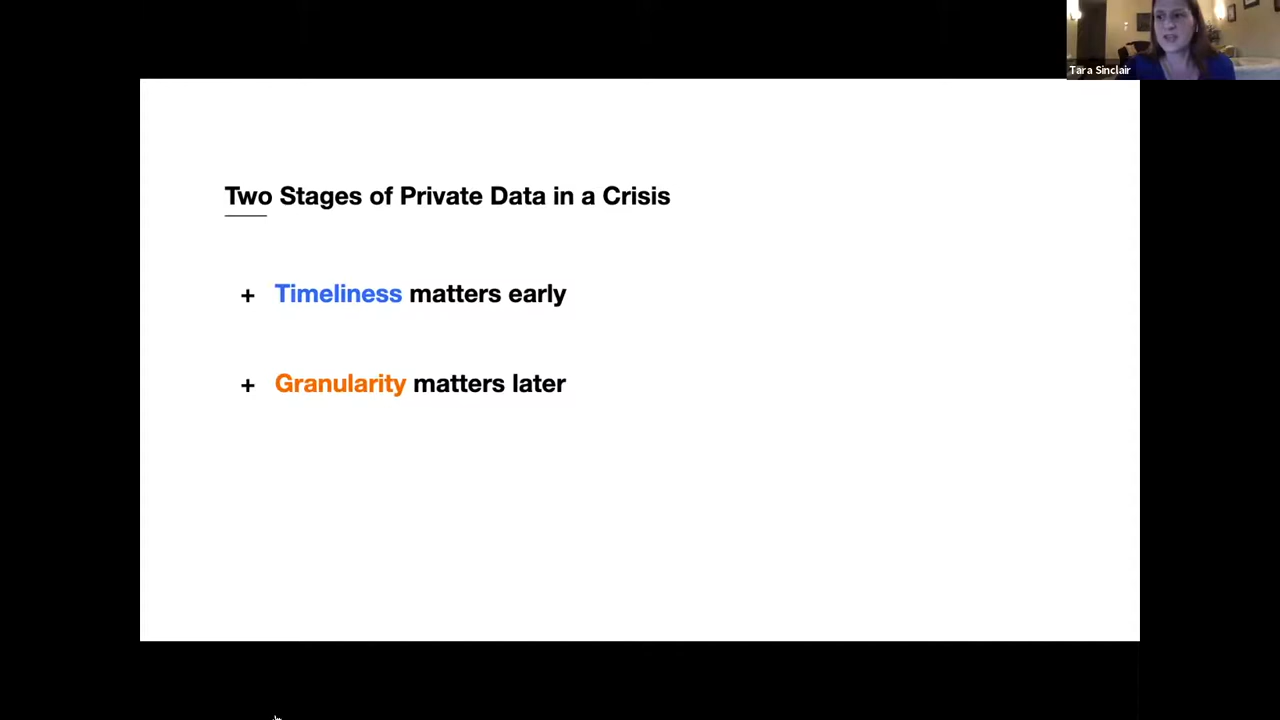 Tara Sinclair
Two Stages of Private Data in a Crisis
+ Timeliness matters early
+ Granularity matters later